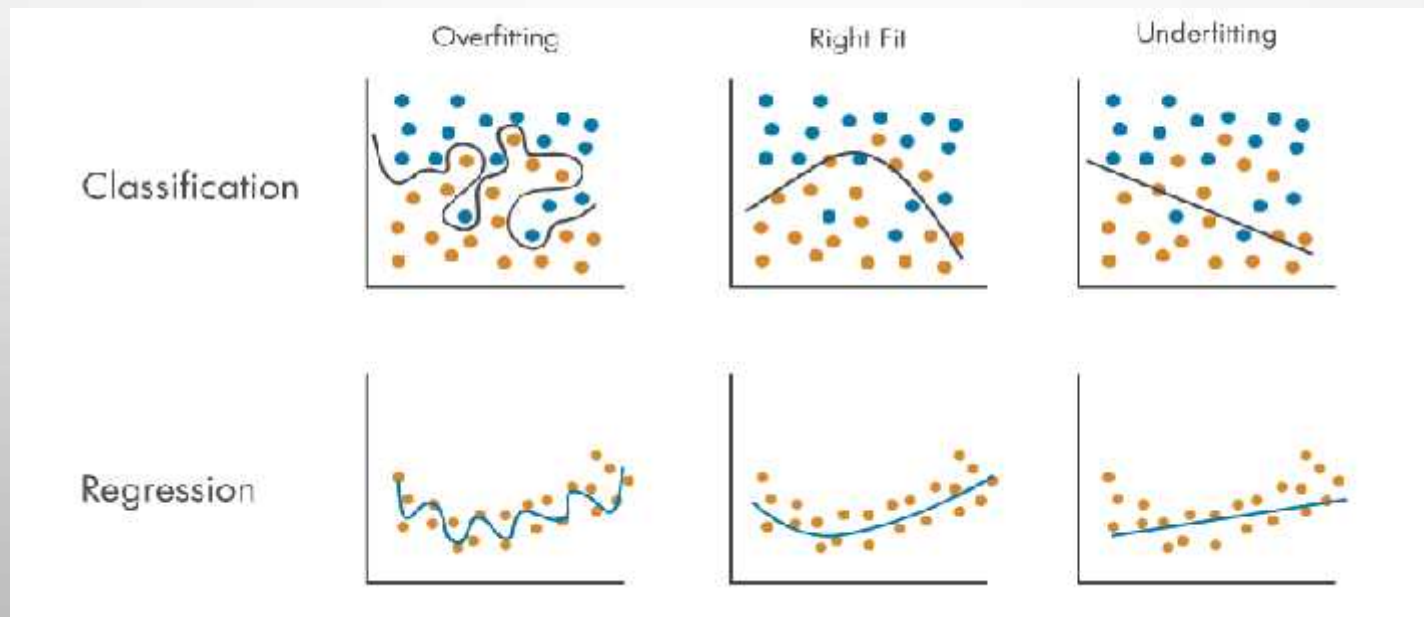 Overfitting
Right Fit
Underfitting
Classification
Regression